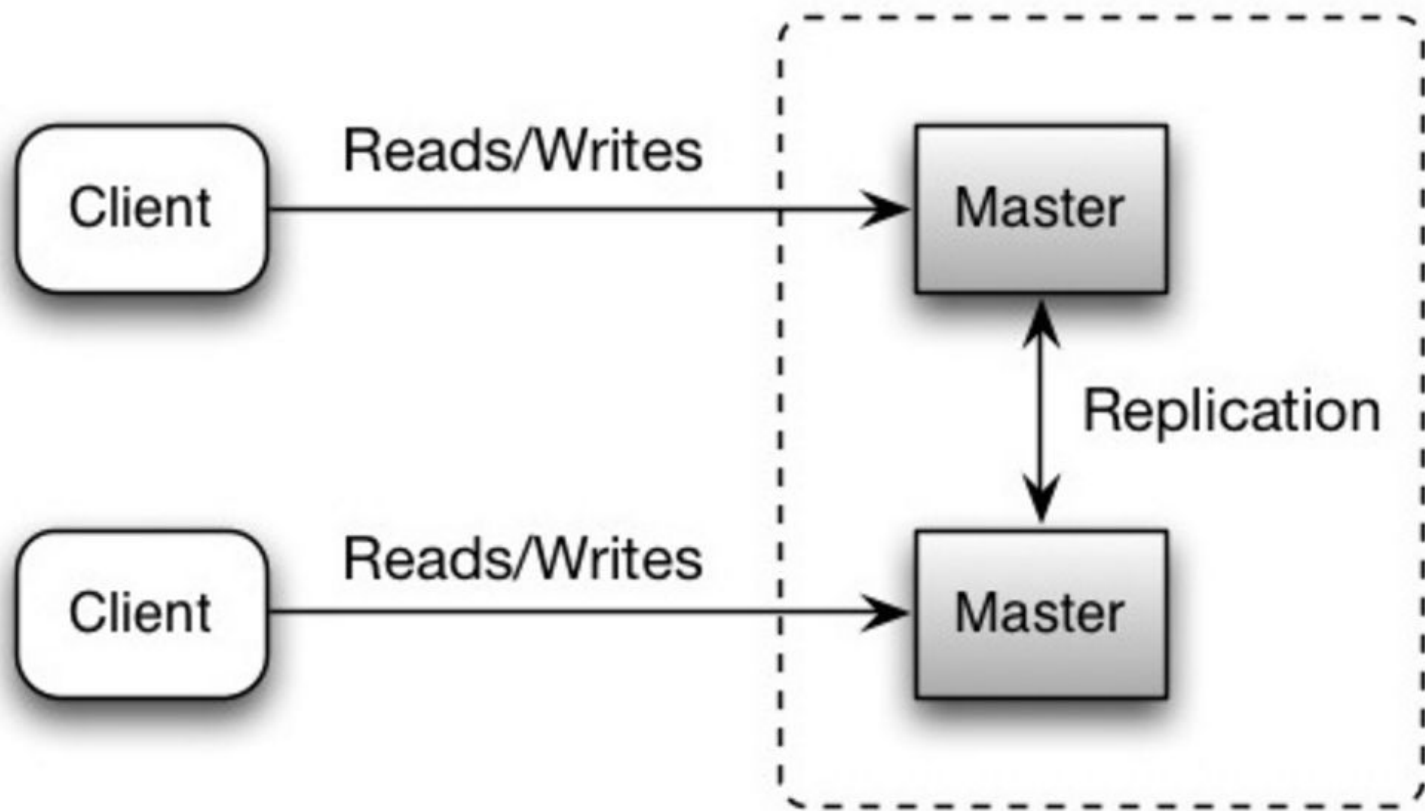 Client
Reads/Writes
Master
Replication
Client
Reads/Writes
Master